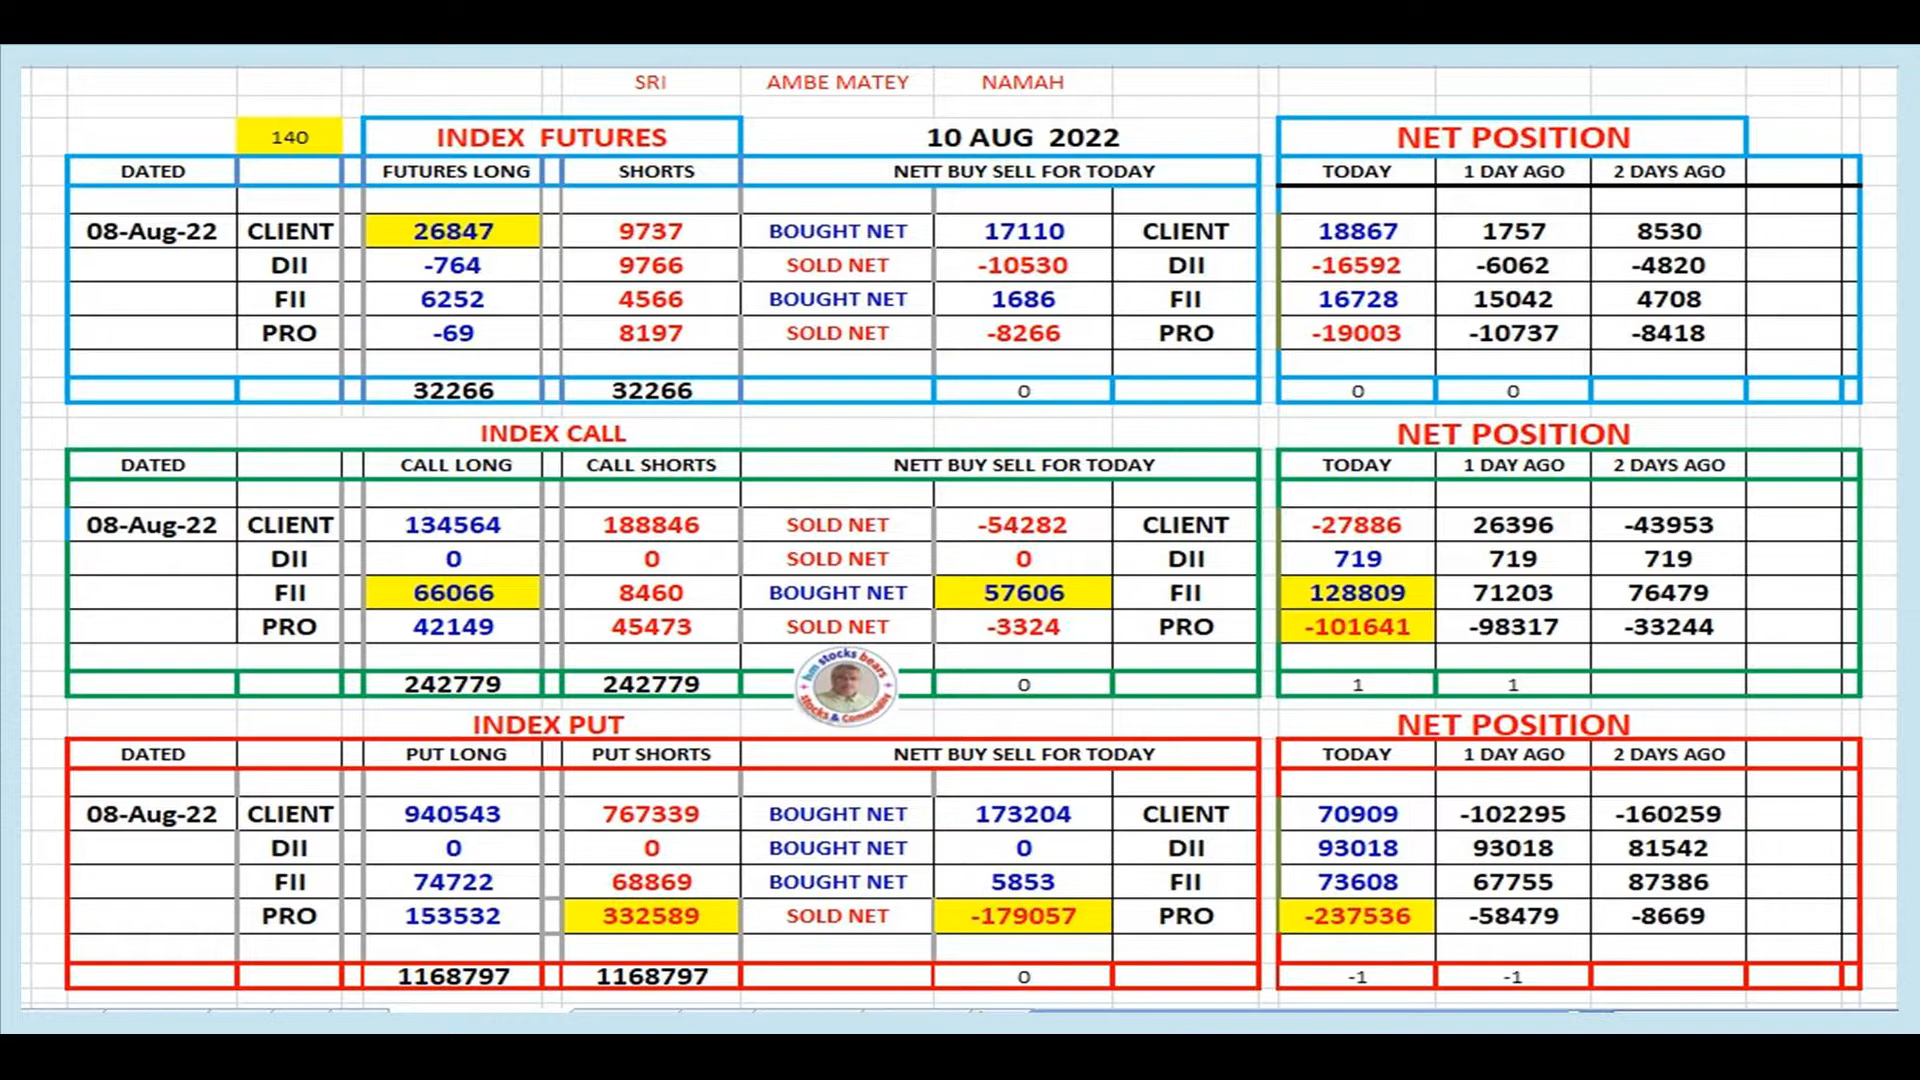 SRI AMBE MATEY NAMAH
140 INDEX FUTURES 10 AUG 2022 NET POSITION
DATED FUTURES LONG SHORTS NETT BUY SELL FOR TODAY TODAY 1 DAY AGO 2 DAYS AGO
08-Aug-22 CLIENT 26847 9737 BOUGHT NET 17110 CLIENT 18867 1757 8530
DII -764 9766 SOLD NET -10530 DII -16592 -6062 -4820
FII 6252 4566 BOUGHT NET 1686 FII 16728 15042 4708
PRO -69 8197 SOLD NET -8266 PRO -19003 -10737 -8418
32266 32266 0 0 0
INDEX CALL NET POSITION
DATED CALL LONG CALL SHORTS NETT BUY SELL FOR TODAY TODAY 1 DAY AGO 2 DAYS AGO
08-Aug-22 CLIENT 134564 188846 SOLD NET -54282 CLIENT -27886 26396 -43953
DII 0 0 SOLD NET 0 DII 719 719 719
FII 66066 8460 BOUGHT NET 57606 FII 128809 71203 76479
PRO 42149 45473 SOLD NET -3324 PRO -101641 -98317 -33244
242779 242779 0 1 1
hm stocks bears
stocks & Commodity
INDEX PUT NET POSITION
DATED PUT LONG PUT SHORTS NETT BUY SELL FOR TODAY TODAY 1 DAY AGO 2 DAYS AGO
08-Aug-22 CLIENT 940543 767339 BOUGHT NET 173204 CLIENT 70909 -102295 -160259
DII 0 0 BOUGHT NET 0 DII 93018 93018 81542
FII 74722 68869 BOUGHT NET 5853 FII 73608 67755 87386
PRO 153532 332589 SOLD NET -179057 PRO -237536 -58479 -8669
1168797 1168797 0 -1 -1